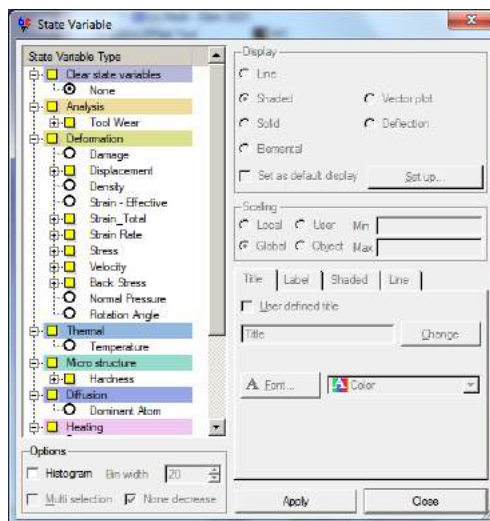 State Variable
State Variable Type
Clear state variables
None
Analysis
Tool Wear
Deformation
Damage
Displacement
Density
Strain - Effective
Strain_Total
Strain Rate
Stress
Velocity
Back Stress
Normal Pressure
Rotation Angle
Thermal
Temperature
Micro structure
Hardness
Diffusion
Dominant Atom
Heating
Options
Histogram Bin width 20
Multi selection None decrease
Display
Line
Shaded Vector plot
Solid Deflection
Elemental
Set as default display Set up...
Scaling
Local User Min
Global Object Max
Title Label Shaded Line
User defined title
Title Change
A Font... A Color
Apply Close